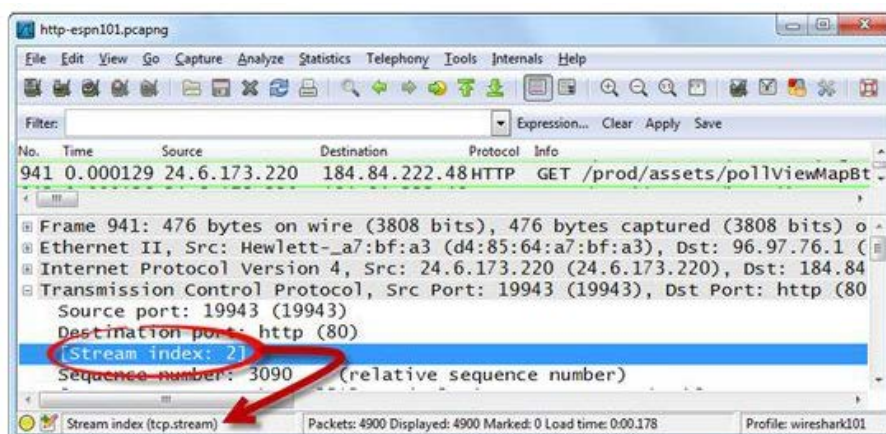 http-espn101.pcapng
File Edit View Go Capture Analyze Statistics Telephony Tools Internals Help
Filter: Expression... Clear Apply Save
No. Time Source Destination Protocol Info
941 0.000129 24.6.173.220 184.84.222.48 HTTP GET /prod/assets/pollViewMapBt
Frame 941: 476 bytes on wire (3808 bits), 476 bytes captured (3808 bits) o
Ethernet II, Src: Hewlett-_a7:bf:a3 (d4:85:64:a7:bf:a3), Dst: 96.97.76.1 (
Internet Protocol Version 4, Src: 24.6.173.220 (24.6.173.220), Dst: 184.84
Transmission Control Protocol, Src Port: 19943 (19943), Dst Port: http (80
Source port: 19943 (19943)
Destination port: http (80)
[Stream index: 2]
Sequence number: 3090 (relative sequence number)
Stream index (tcp.stream) Packets: 4900 Displayed: 4900 Marked: 0 Load time: 0:00.178 Profile: wireshark101